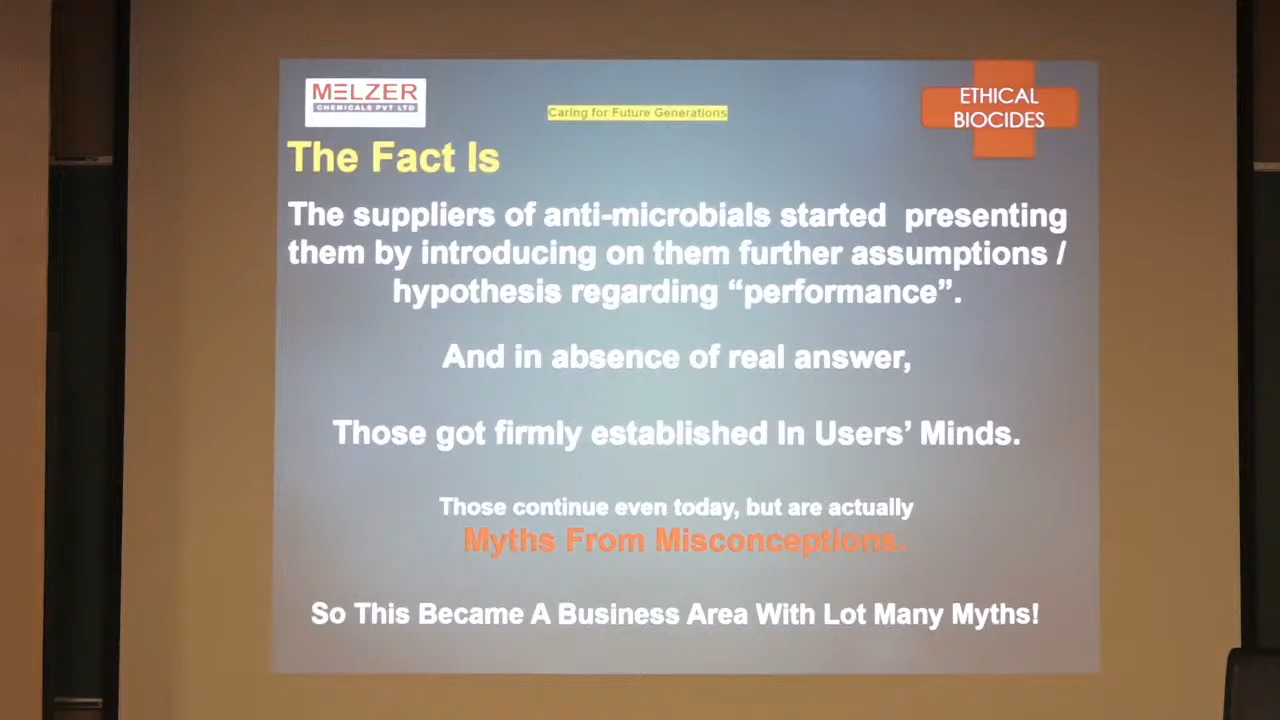 MELZER
CHEMICALS PVT LTD
Caring for Future Generations
ETHICAL
BIOCIDES
The Fact Is
The suppliers of anti-microbials started presenting
them by introducing on them further assumptions /
hypothesis regarding “performance”.
And in absence of real answer,
Those got firmly established In Users’ Minds.
Those continue even today, but are actually
Myths From Misconceptions.
So This Became A Business Area With Lot Many Myths!